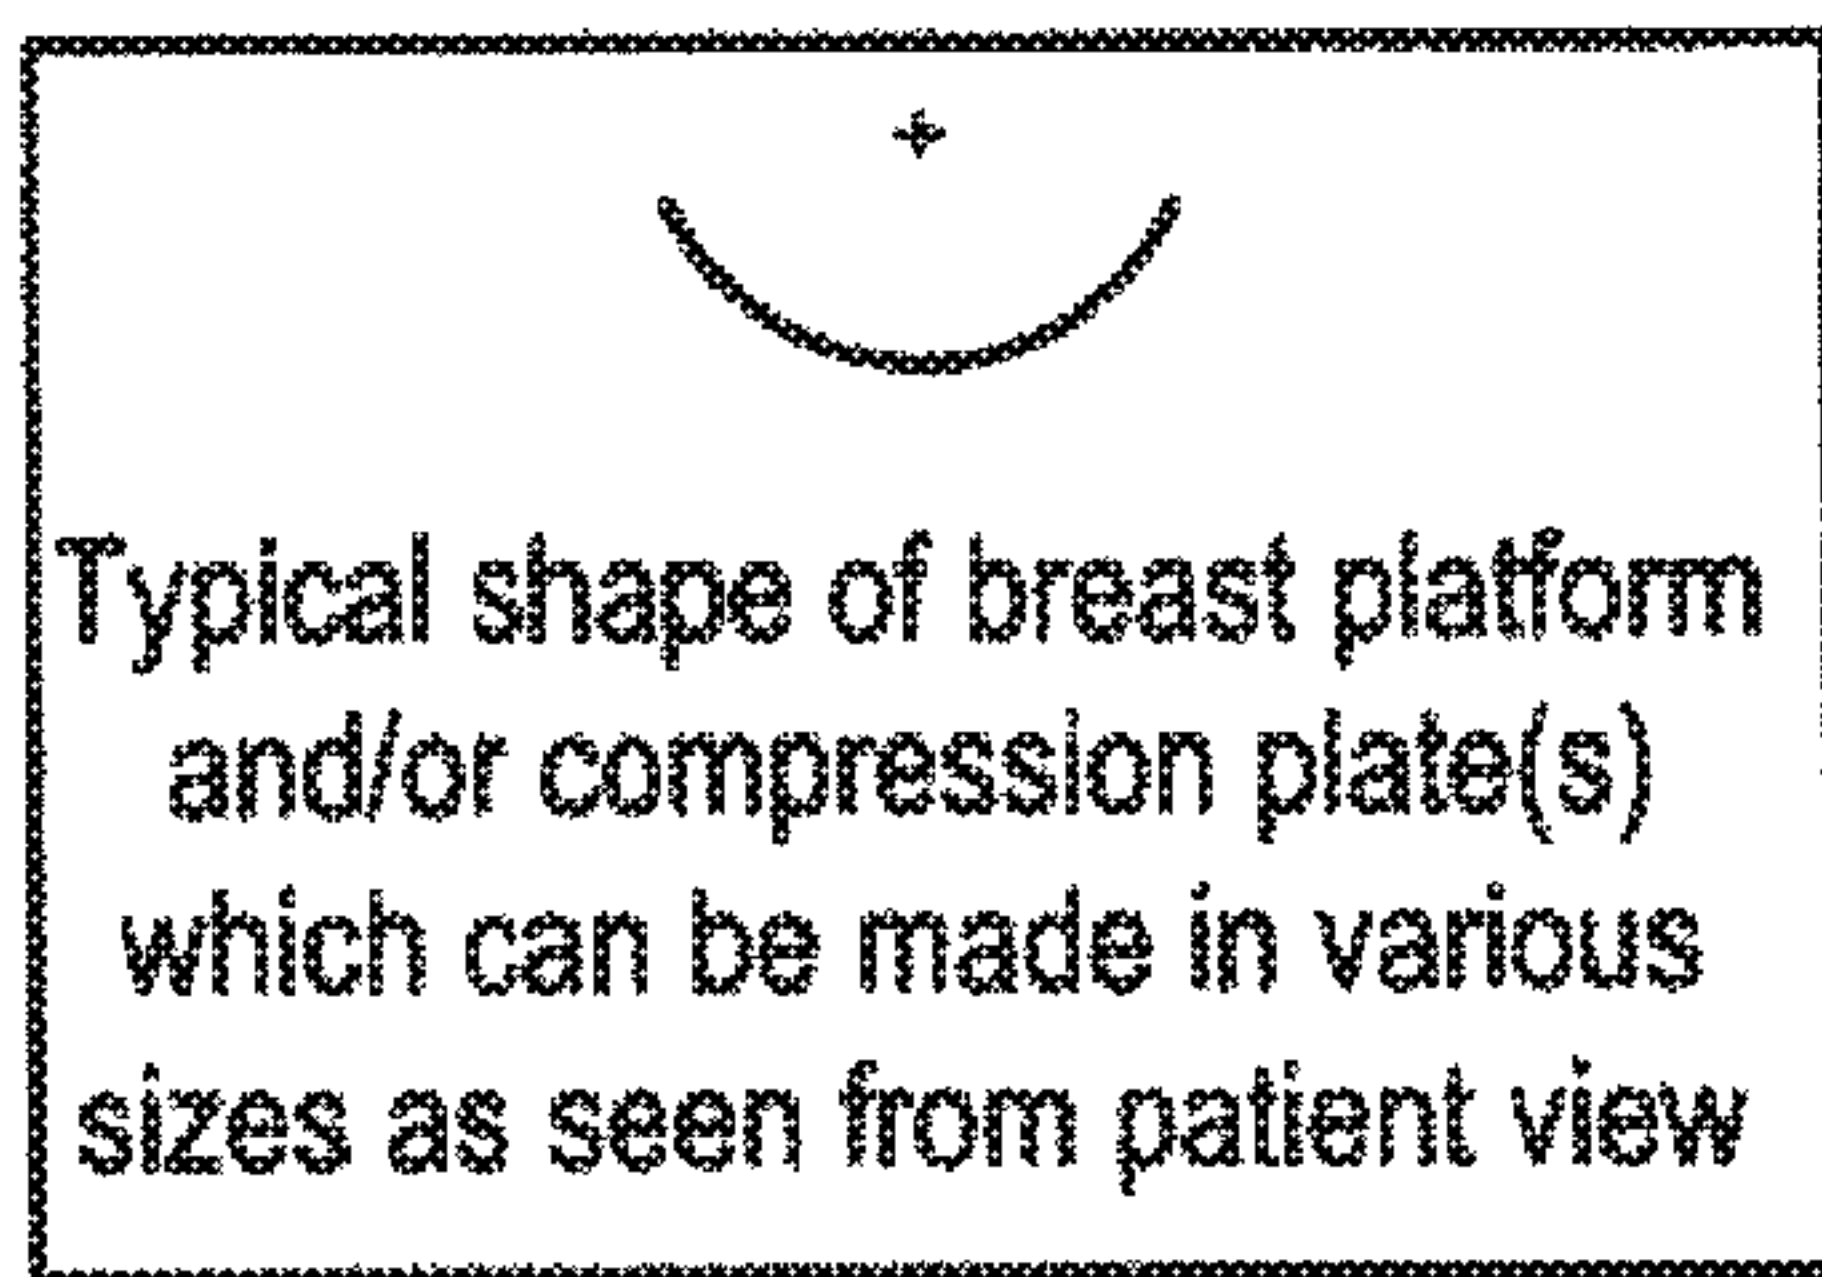 Typical shape of breast platform
and/or compression plate(s)
which can be made in various
sizes as seen from patient view